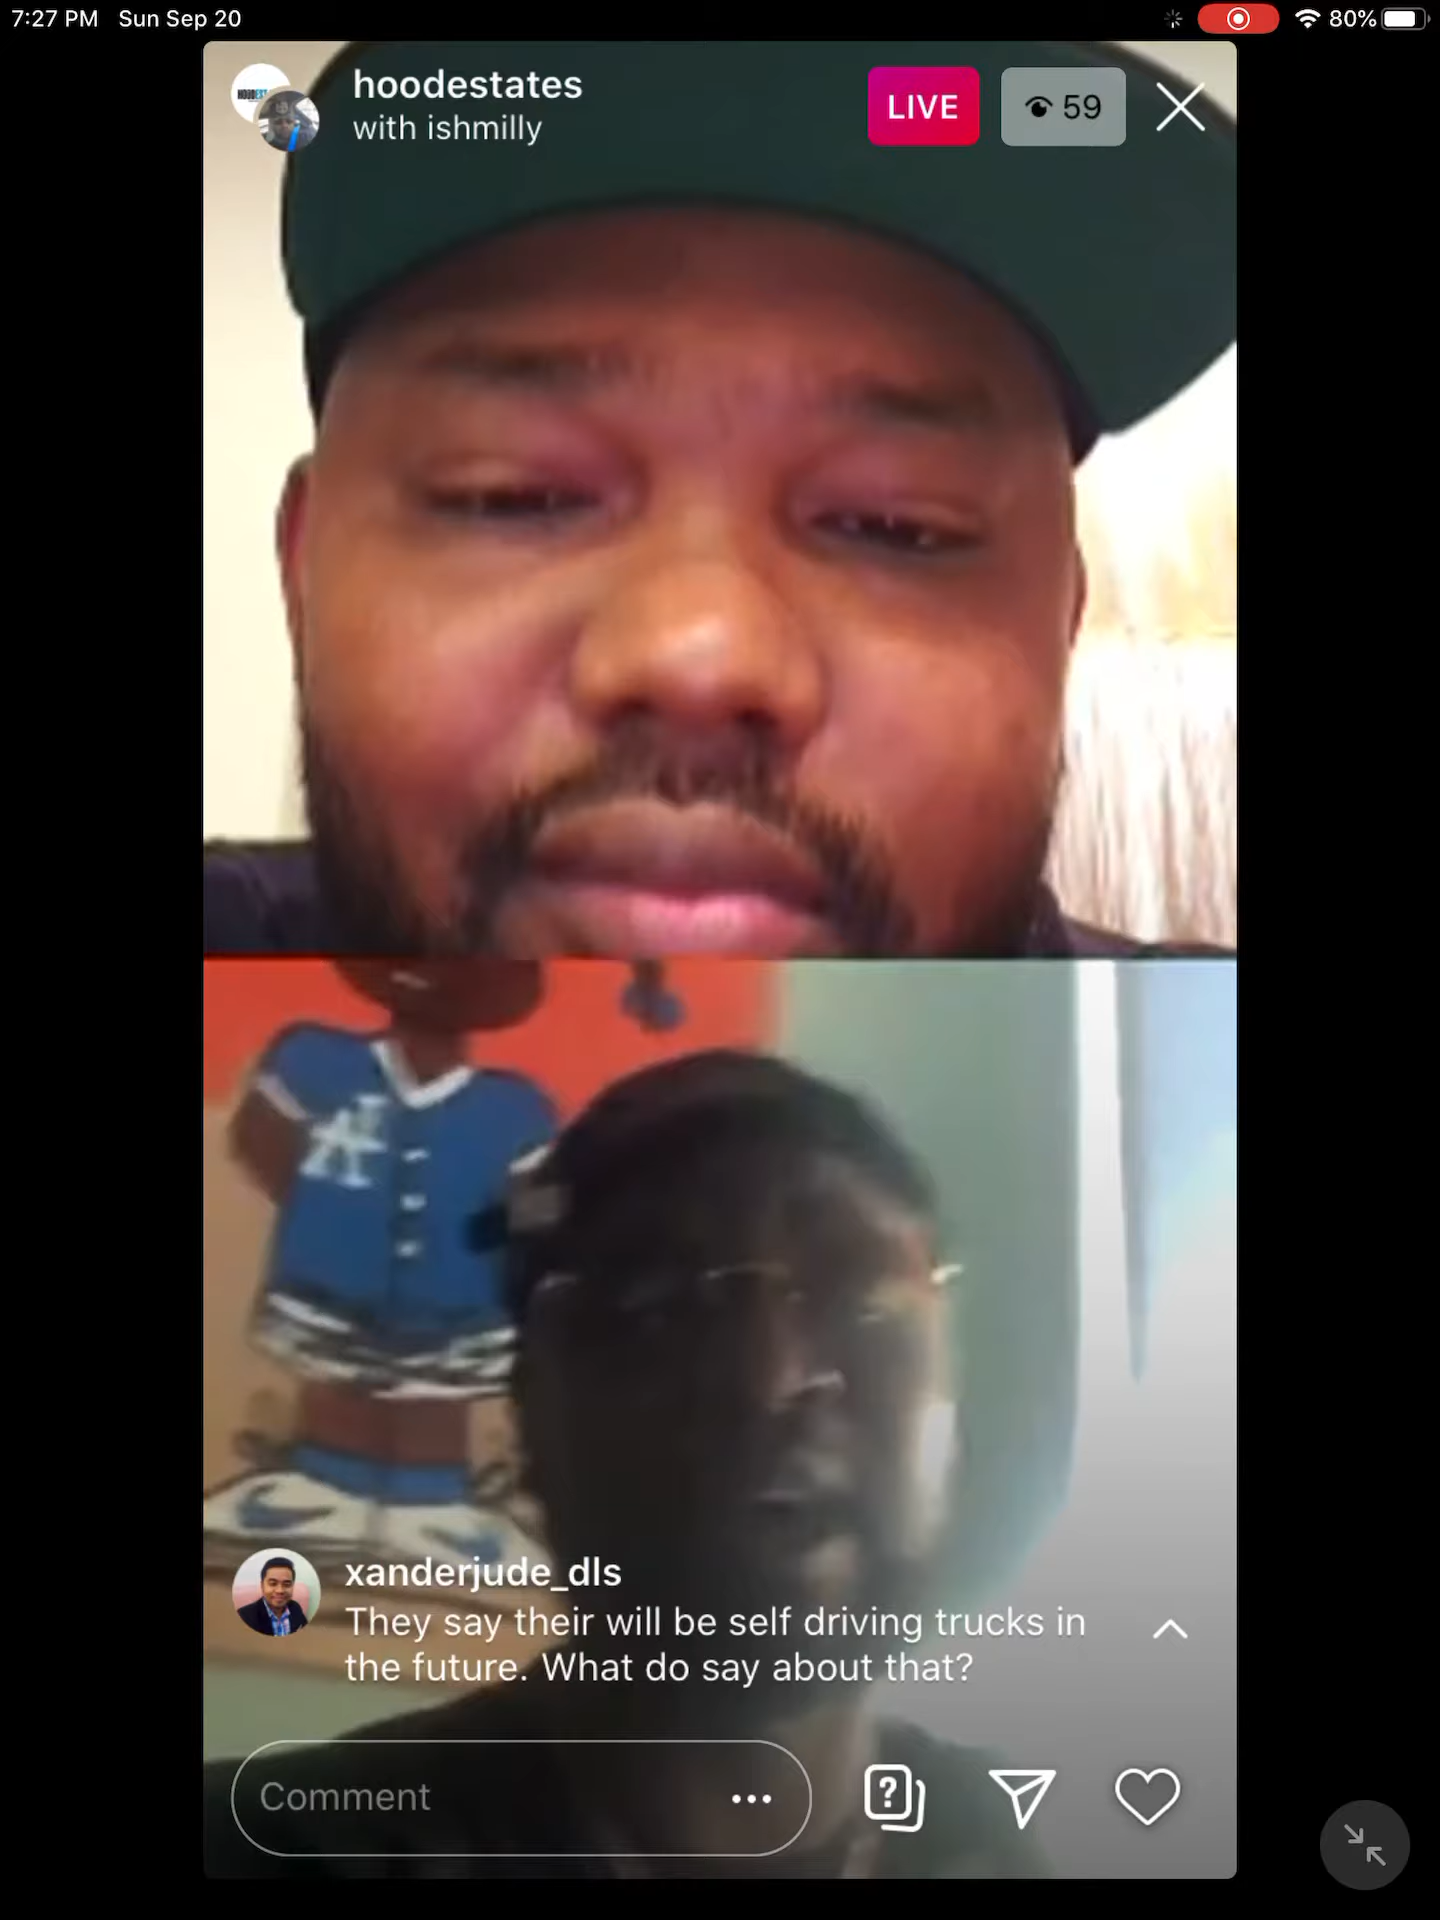 7:27 PM Sun Sep 20
80%
hoodestates
with ishmilly
LIVE
59
xanderjude_dls
They say their will be self driving trucks in
the future. What do say about that?
Comment